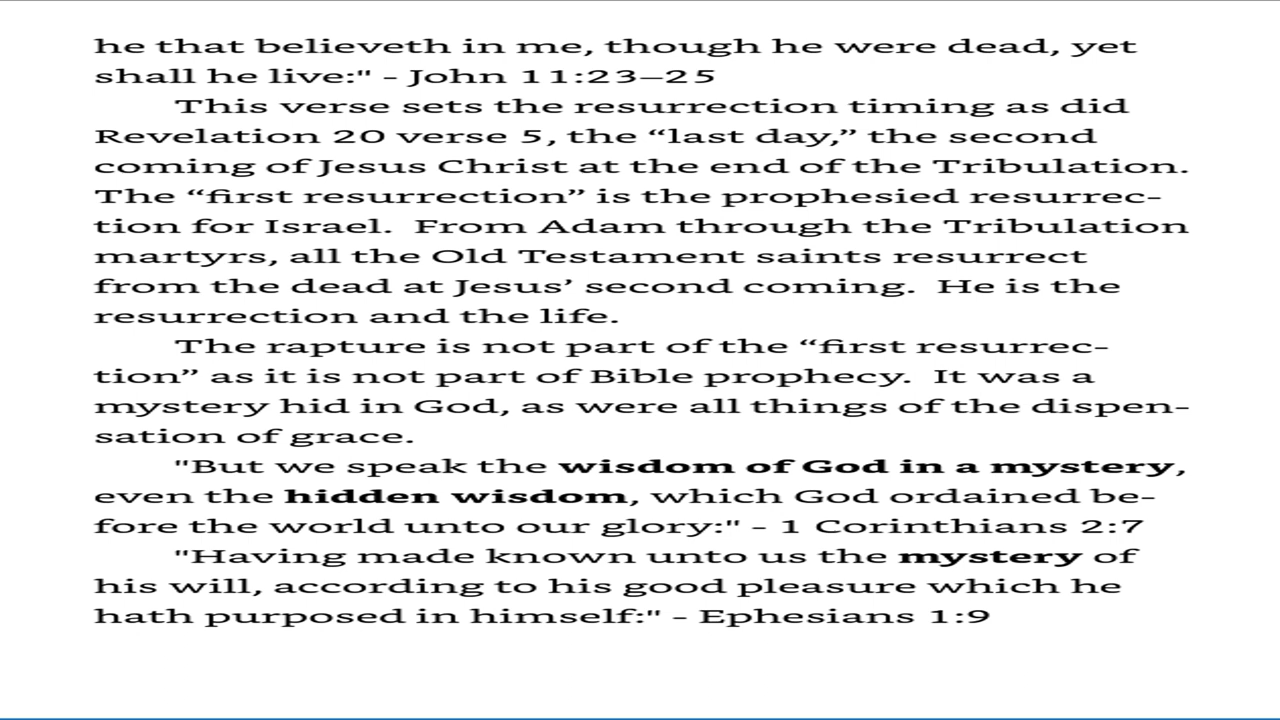 he that believeth in me, though he were dead, yet
shall he live:" - John 11:23–25
This verse sets the resurrection timing as did
Revelation 20 verse 5, the “last day,” the second
coming of Jesus Christ at the end of the Tribulation.
The “first resurrection” is the prophesied resurrec-
tion for Israel.  From Adam through the Tribulation
martyrs, all the Old Testament saints resurrect
from the dead at Jesus’ second coming.  He is the
resurrection and the life.
The rapture is not part of the “first resurrec-
tion” as it is not part of Bible prophecy.  It was a
mystery hid in God, as were all things of the dispen-
sation of grace.
"But we speak the wisdom of God in a mystery,
even the hidden wisdom, which God ordained be-
fore the world unto our glory:" - 1 Corinthians 2:7
"Having made known unto us the mystery of
his will, according to his good pleasure which he
hath purposed in himself:" - Ephesians 1:9